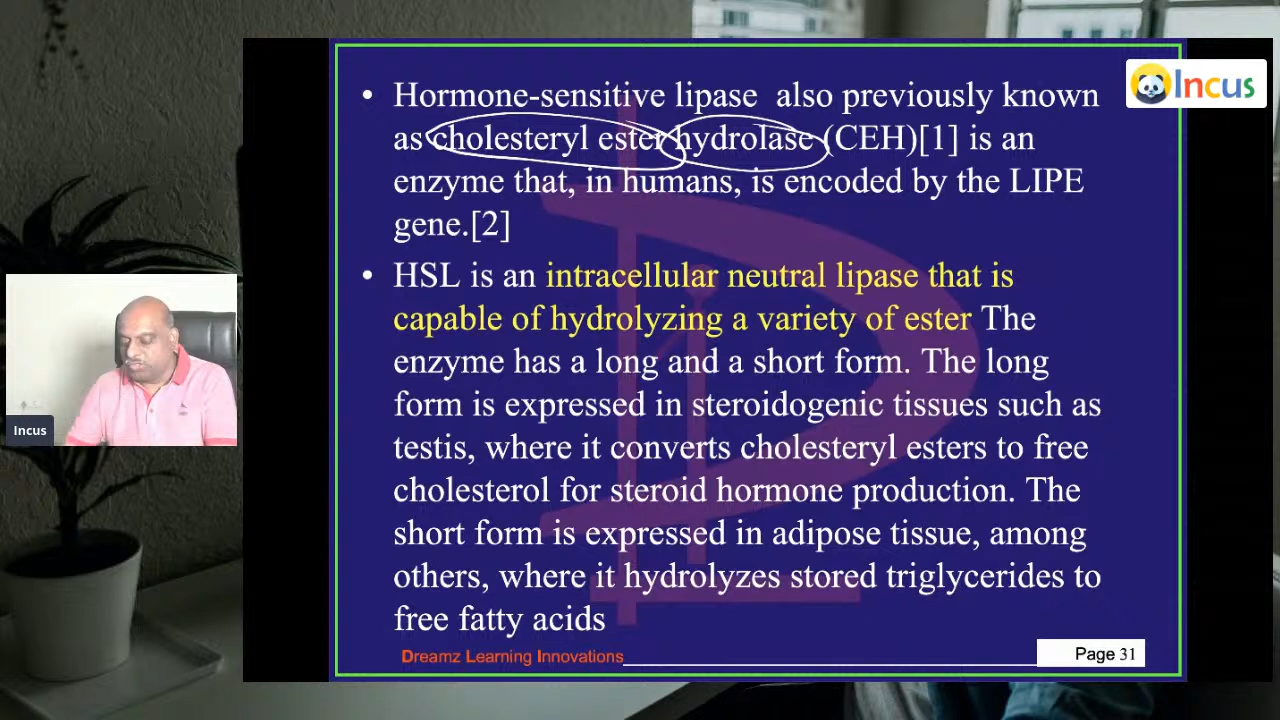 • Hormone-sensitive lipase also previously known
as cholesteryl ester hydrolase (CEH)[1] is an
enzyme that, in humans, is encoded by the LIPE
gene.[2]
• HSL is an intracellular neutral lipase that is
capable of hydrolyzing a variety of ester The
enzyme has a long and a short form. The long
form is expressed in steroidogenic tissues such as
testis, where it converts cholesteryl esters to free
cholesterol for steroid hormone production. The
short form is expressed in adipose tissue, among
others, where it hydrolyzes stored triglycerides to
free fatty acids
Dreamz Learning Innovations
Page 31
Incus
Incus